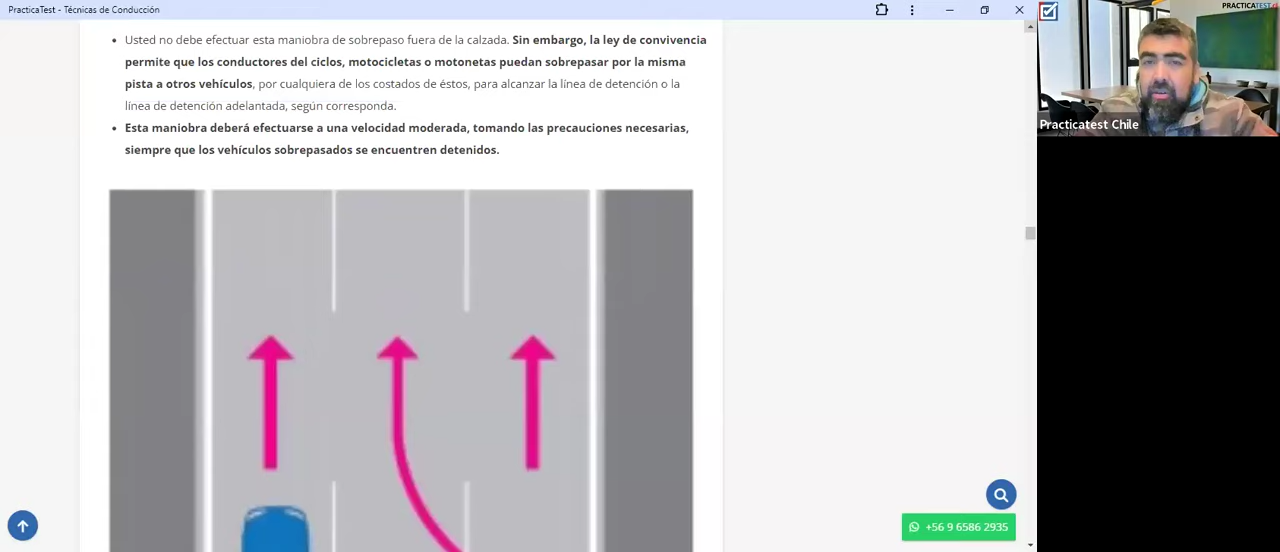 PracticaTest - Técnicas de Conducción
PRACTICATEST
Usted no debe efectuar esta maniobra de sobrepaso fuera de la calzada. Sin embargo, la ley de convivencia
permite que los conductores del ciclos, motocicletas o motonetas puedan sobrepasar por la misma
pista a otros vehículos, por cualquiera de los costados de éstos, para alcanzar la línea de detención o la
línea de detención adelantada, según corresponda.
Esta maniobra deberá efectuarse a una velocidad moderada, tomando las precauciones necesarias,
siempre que los vehículos sobrepasados se encuentren detenidos.
Practicatest Chile
+56 9 6586 2935